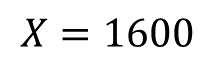 X = 1600